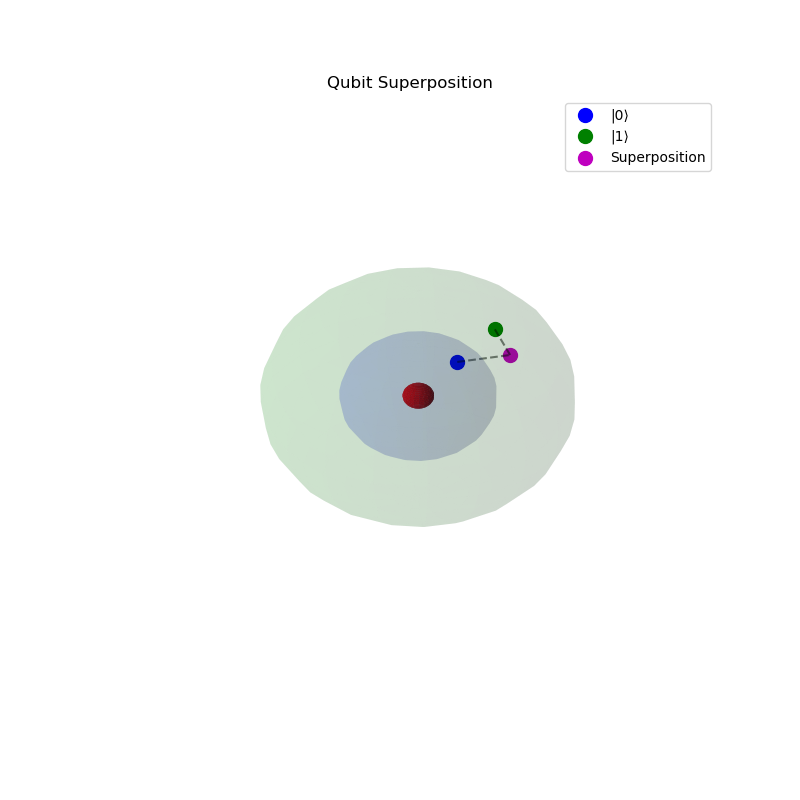 Qubit Superposition
|0⟩
|1⟩
Superposition